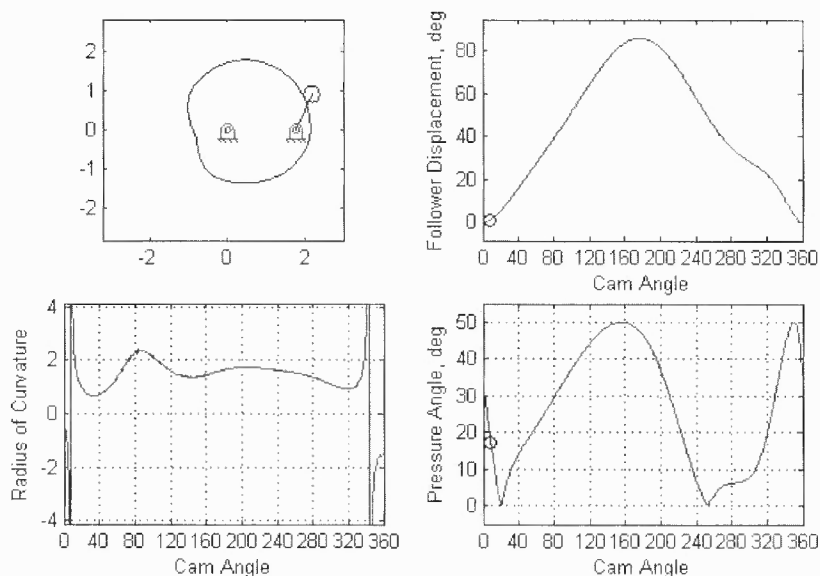 2
1
0
-1
-2
-2 0 2
Follower Displacement, deg
80
60
40
20
0
0 40 80 120 160 200 240 280 320 360
Cam Angle
Radius of Curvature
4
2
0
-2
-4
0 40 80 120 160 200 240 280 320 360
Cam Angle
Pressure Angle, deg
50
40
30
20
10
0
0 40 80 120 160 200 240 280 320 360
Cam Angle